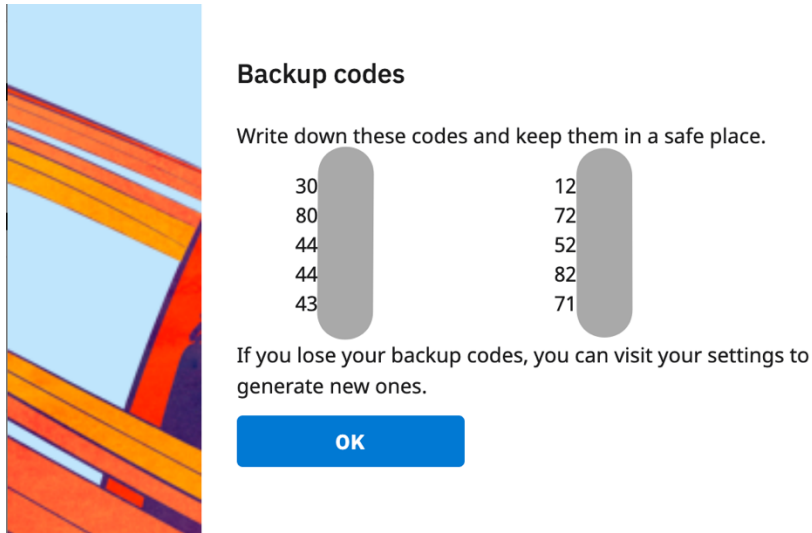 Backup codes
Write down these codes and keep them in a safe place.
30 12
80 72
44 52
44 82
43 71
If you lose your backup codes, you can visit your settings to
generate new ones.
OK